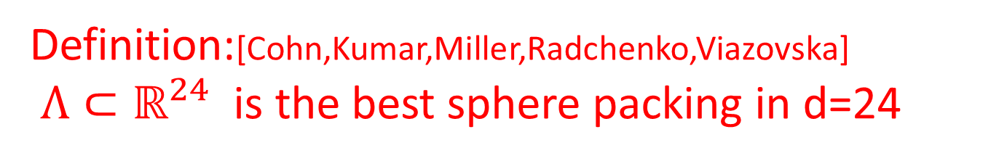 Definition:[Cohn,Kumar,Miller,Radchenko,Viazovska]
Λ ⊂ ℝ²⁴ is the best sphere packing in d=24